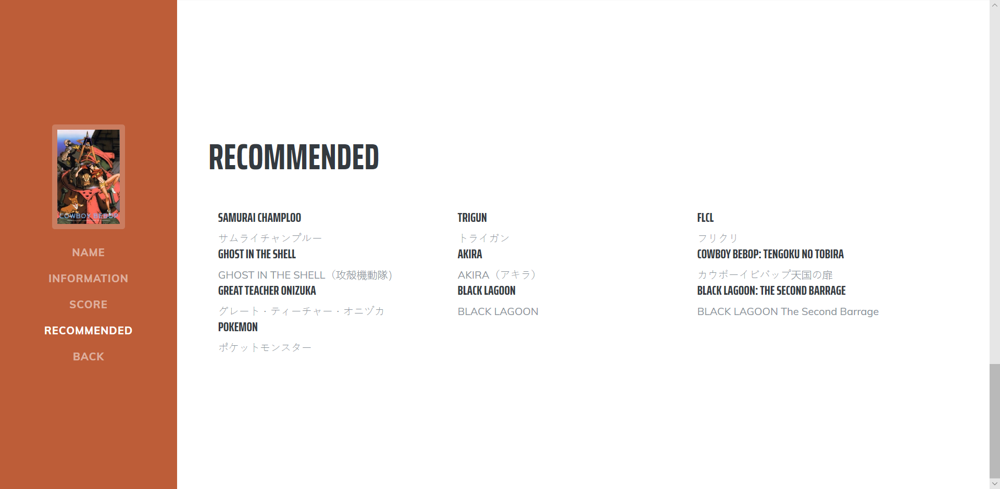 COWBOY BEBOP
NAME
INFORMATION
SCORE
RECOMMENDED
BACK
RECOMMENDED
SAMURAI CHAMPLOO
サムライチャンプルー
TRIGUN
トライガン
FLCL
フリクリ
GHOST IN THE SHELL
GHOST IN THE SHELL（攻殻機動隊)
AKIRA
AKIRA（アキラ）
COWBOY BEBOP: TENGOKU NO TOBIRA
カウボーイビバップ天国の扉
GREAT TEACHER ONIZUKA
グレート・ティーチャー・オニヅカ
BLACK LAGOON
BLACK LAGOON
BLACK LAGOON: THE SECOND BARRAGE
BLACK LAGOON The Second Barrage
POKEMON
ポケットモンスター